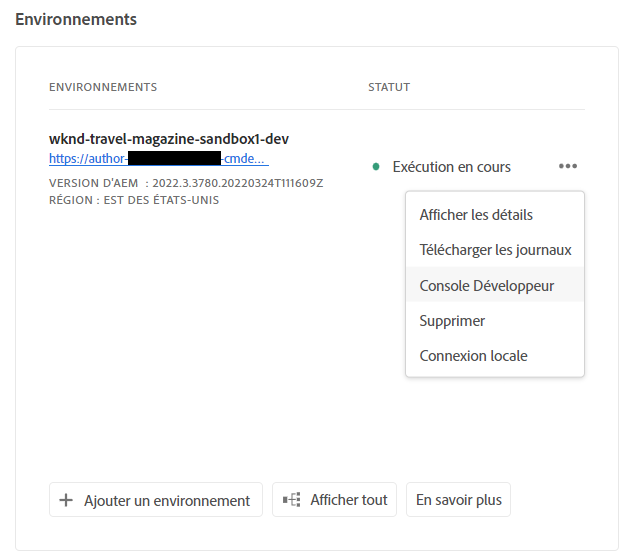 Environnements
ENVIRONNEMENTS STATUT
wknd-travel-magazine-sandbox1-dev
https://author- -cmde...
Exécution en cours
VERSION D'AEM : 2022.3.3780.20220324T111609Z
RÉGION : EST DES ÉTATS-UNIS
Afficher les détails
Télécharger les journaux
Console Développeur
Supprimer
Connexion locale
Ajouter un environnement Afficher tout En savoir plus